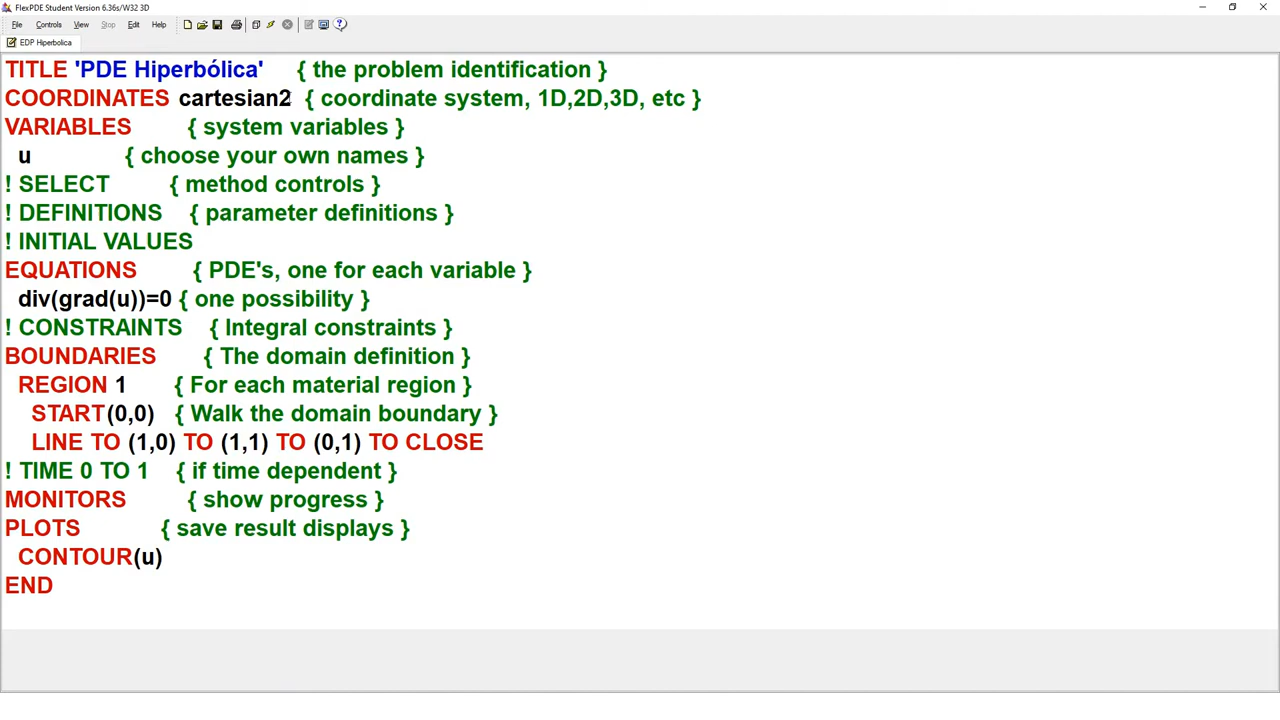 FlexPDE Student Version 6.36s/W32 3D
File Controls View Stop Edit Help
EDP Hiperbolica
TITLE 'PDE Hiperbólica' { the problem identification }
COORDINATES cartesian2 { coordinate system, 1D,2D,3D, etc }
VARIABLES { system variables }
u { choose your own names }
! SELECT { method controls }
! DEFINITIONS { parameter definitions }
! INITIAL VALUES
EQUATIONS { PDE's, one for each variable }
div(grad(u))=0 { one possibility }
! CONSTRAINTS { Integral constraints }
BOUNDARIES { The domain definition }
REGION 1 { For each material region }
START(0,0) { Walk the domain boundary }
LINE TO (1,0) TO (1,1) TO (0,1) TO CLOSE
! TIME 0 TO 1 { if time dependent }
MONITORS { show progress }
PLOTS { save result displays }
CONTOUR(u)
END